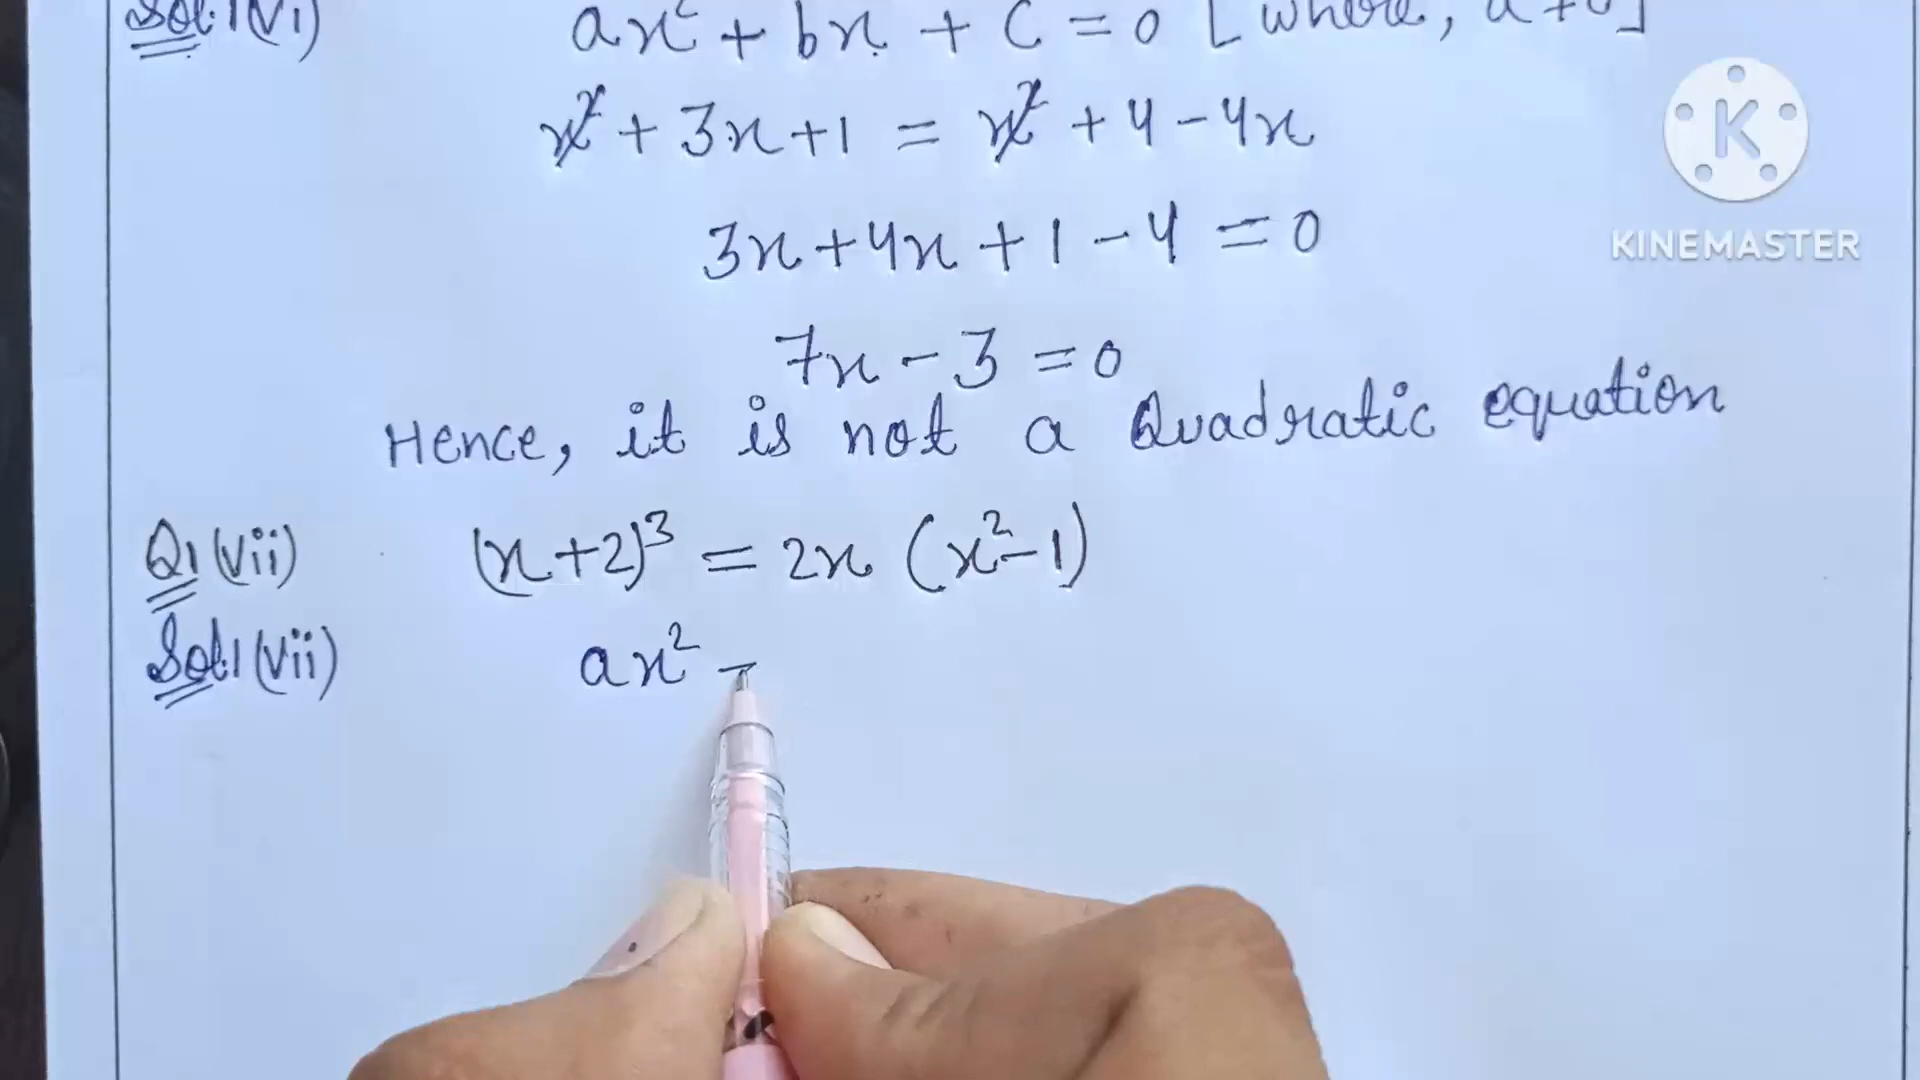 Sol.1(vi) ax² + bx + c = 0 [where, a ≠ 0]
x² + 3x + 1 = x² + 4 - 4x
3x + 4x + 1 - 4 = 0
7x - 3 = 0
Hence, it is not a Quadratic equation
Q1(vii) (x+2)³ = 2x (x²-1)
Sol.1(vii) ax² -
K
KINEMASTER